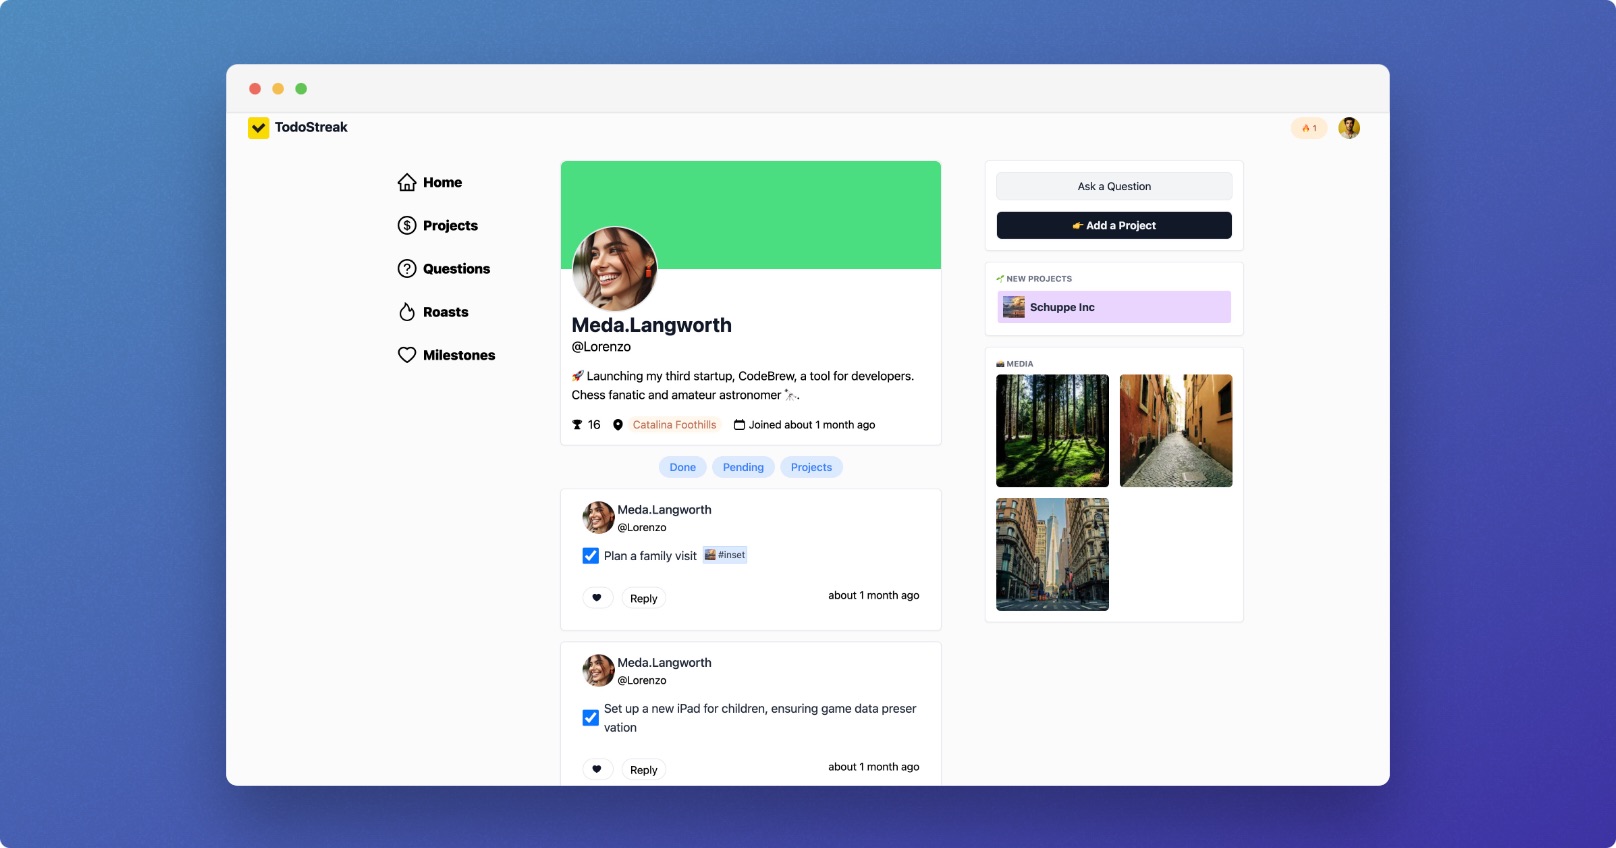 TodoStreak
1
Home
Projects
Questions
Roasts
Milestones
Meda.Langworth
@Lorenzo
🚀 Launching my third startup, CodeBrew, a tool for developers.
Chess fanatic and amateur astronomer 🔭.
16 Catalina Foothills Joined about 1 month ago
Done Pending Projects
Meda.Langworth
@Lorenzo
Plan a family visit #inset
Reply about 1 month ago
Meda.Langworth
@Lorenzo
Set up a new iPad for children, ensuring game data preser
vation
Reply about 1 month ago
Ask a Question
👉 Add a Project
🌱 NEW PROJECTS
Schuppe Inc
📸 MEDIA